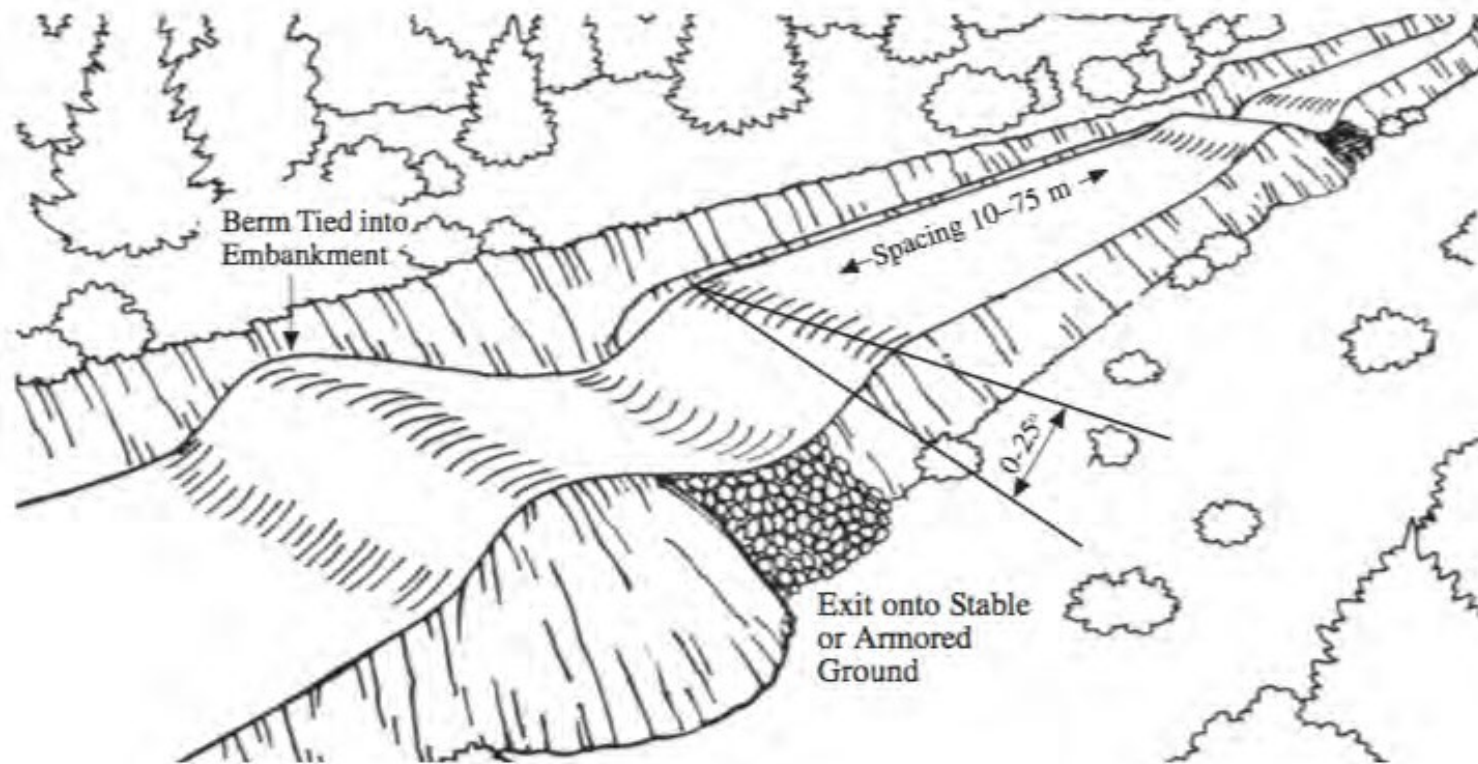 Berm Tied into
Embankment
Spacing 10–75 m
0-25°
Exit onto Stable
or Armored
Ground